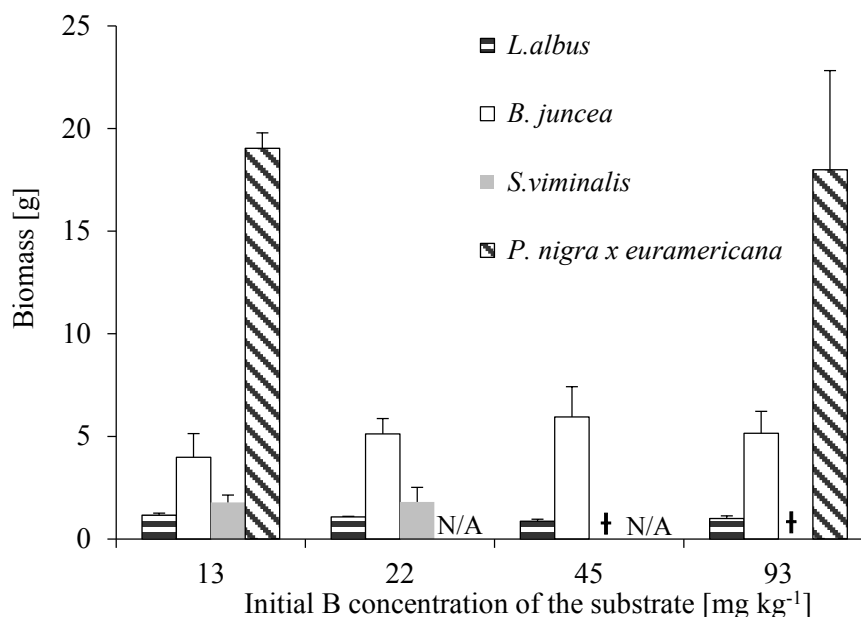 25
20
15
10
5
0
Biomass [g]
L.albus
B. juncea
S.viminalis
P. nigra x euramericana
N/A
ɫ
N/A
ɫ
13
22
45
93
Initial B concentration of the substrate [mg kg⁻¹]